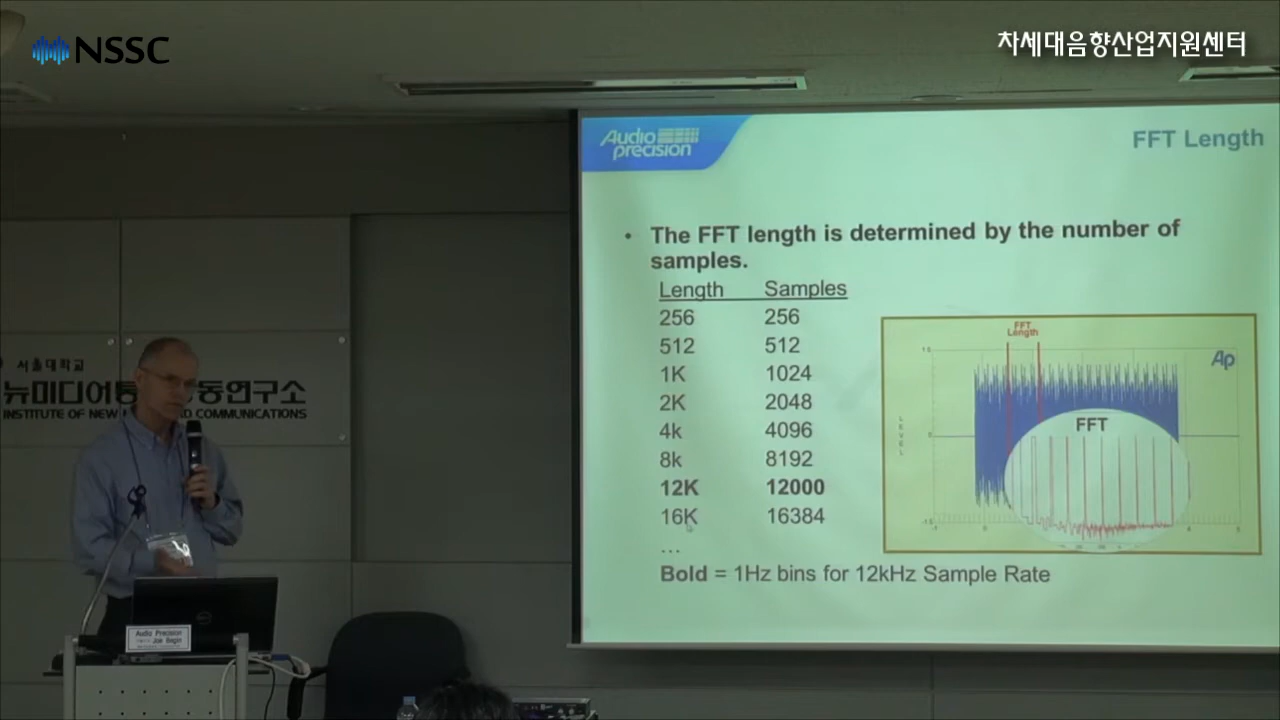 NSSC
차세대음향산업지원센터
Audio precision
FFT Length
• The FFT length is determined by the number of
samples.
Length Samples
256 256
512 512
1K 1024
2K 2048
4k 4096
8k 8192
12K 12000
16K 16384
...
Bold = 1Hz bins for 12kHz Sample Rate
FFT
Length
Ap
LEVEL
FFT
서울대학교
뉴미디어통 동연구소
INSTITUTE OF NEW D COMMUNICATIONS
Audio Precision
Joe Begin